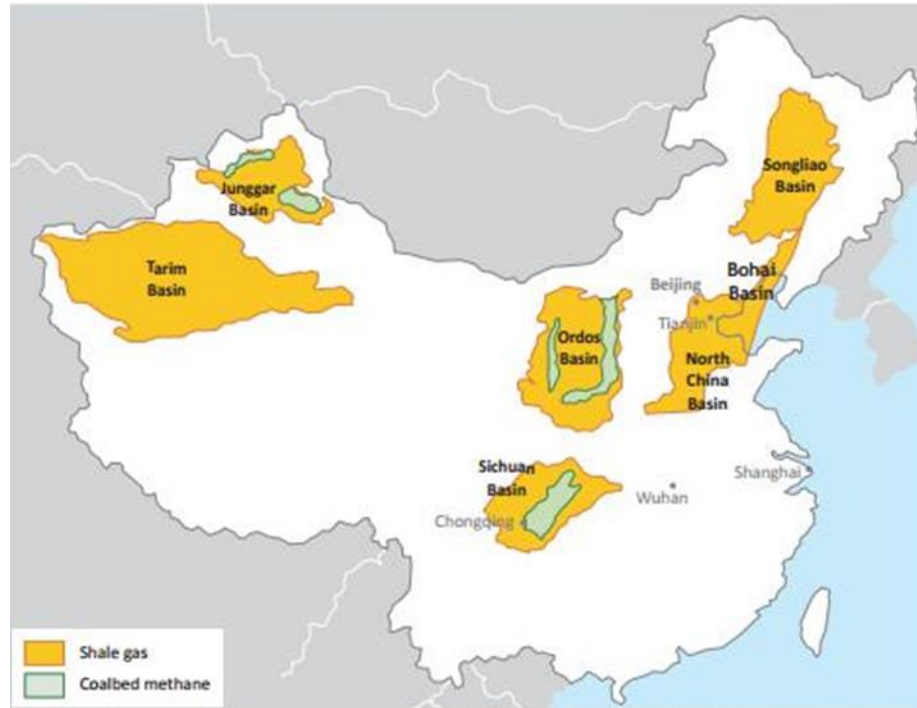 Songliao
Basin
Junggar
Basin
Tarim
Basin
Bohai
Basin
Beijing
Tianjin
Ordos
Basin
North
China
Basin
Sichuan
Basin
Chongqing
Wuhan
Shanghai
Shale gas
Coalbed methane